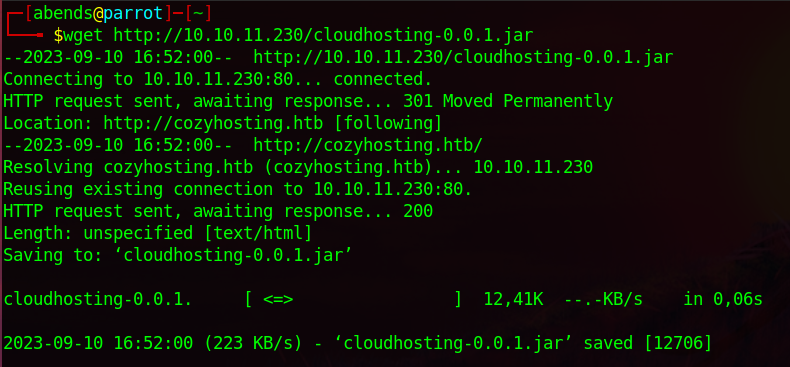 ┌─[abends@parrot]─[~]
└──╼ $wget http://10.10.11.230/cloudhosting-0.0.1.jar
--2023-09-10 16:52:00--  http://10.10.11.230/cloudhosting-0.0.1.jar
Connecting to 10.10.11.230:80... connected.
HTTP request sent, awaiting response... 301 Moved Permanently
Location: http://cozyhosting.htb [following]
--2023-09-10 16:52:00--  http://cozyhosting.htb/
Resolving cozyhosting.htb (cozyhosting.htb)... 10.10.11.230
Reusing existing connection to 10.10.11.230:80.
HTTP request sent, awaiting response... 200
Length: unspecified [text/html]
Saving to: ‘cloudhosting-0.0.1.jar’
cloudhosting-0.0.1.     [ <=>                ]  12,41K  --.-KB/s    in 0,06s
2023-09-10 16:52:00 (223 KB/s) - ‘cloudhosting-0.0.1.jar’ saved [12706]